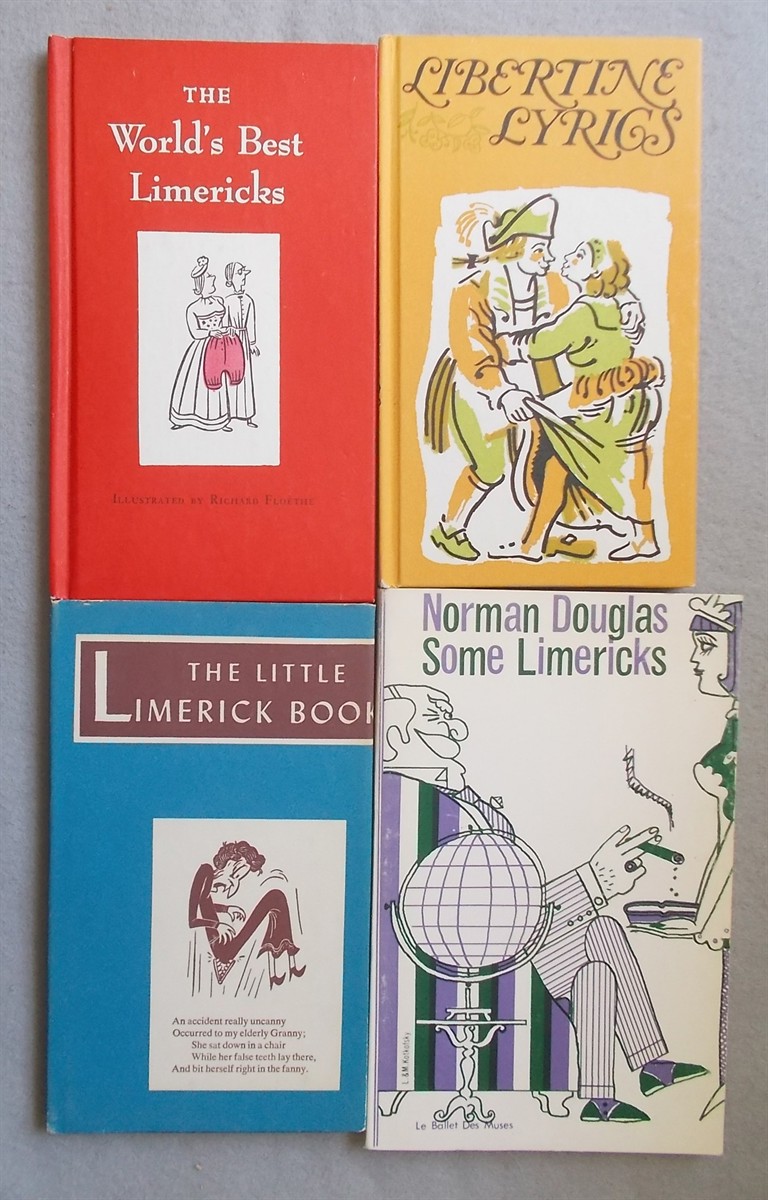 THE
World's Best
Limericks
ILLUSTRATED BY RICHARD FLOETHE
LIBERTINE
LYRICS
THE LITTLE
LIMERICK BOOK
An accident really uncanny
Occurred to my elderly Granny;
She sat down in a chair
While her false teeth lay there,
And bit herself right in the fanny.
Norman Douglas
Some Limericks
L. & M. Kolkofsky
Le Ballet Des Muses